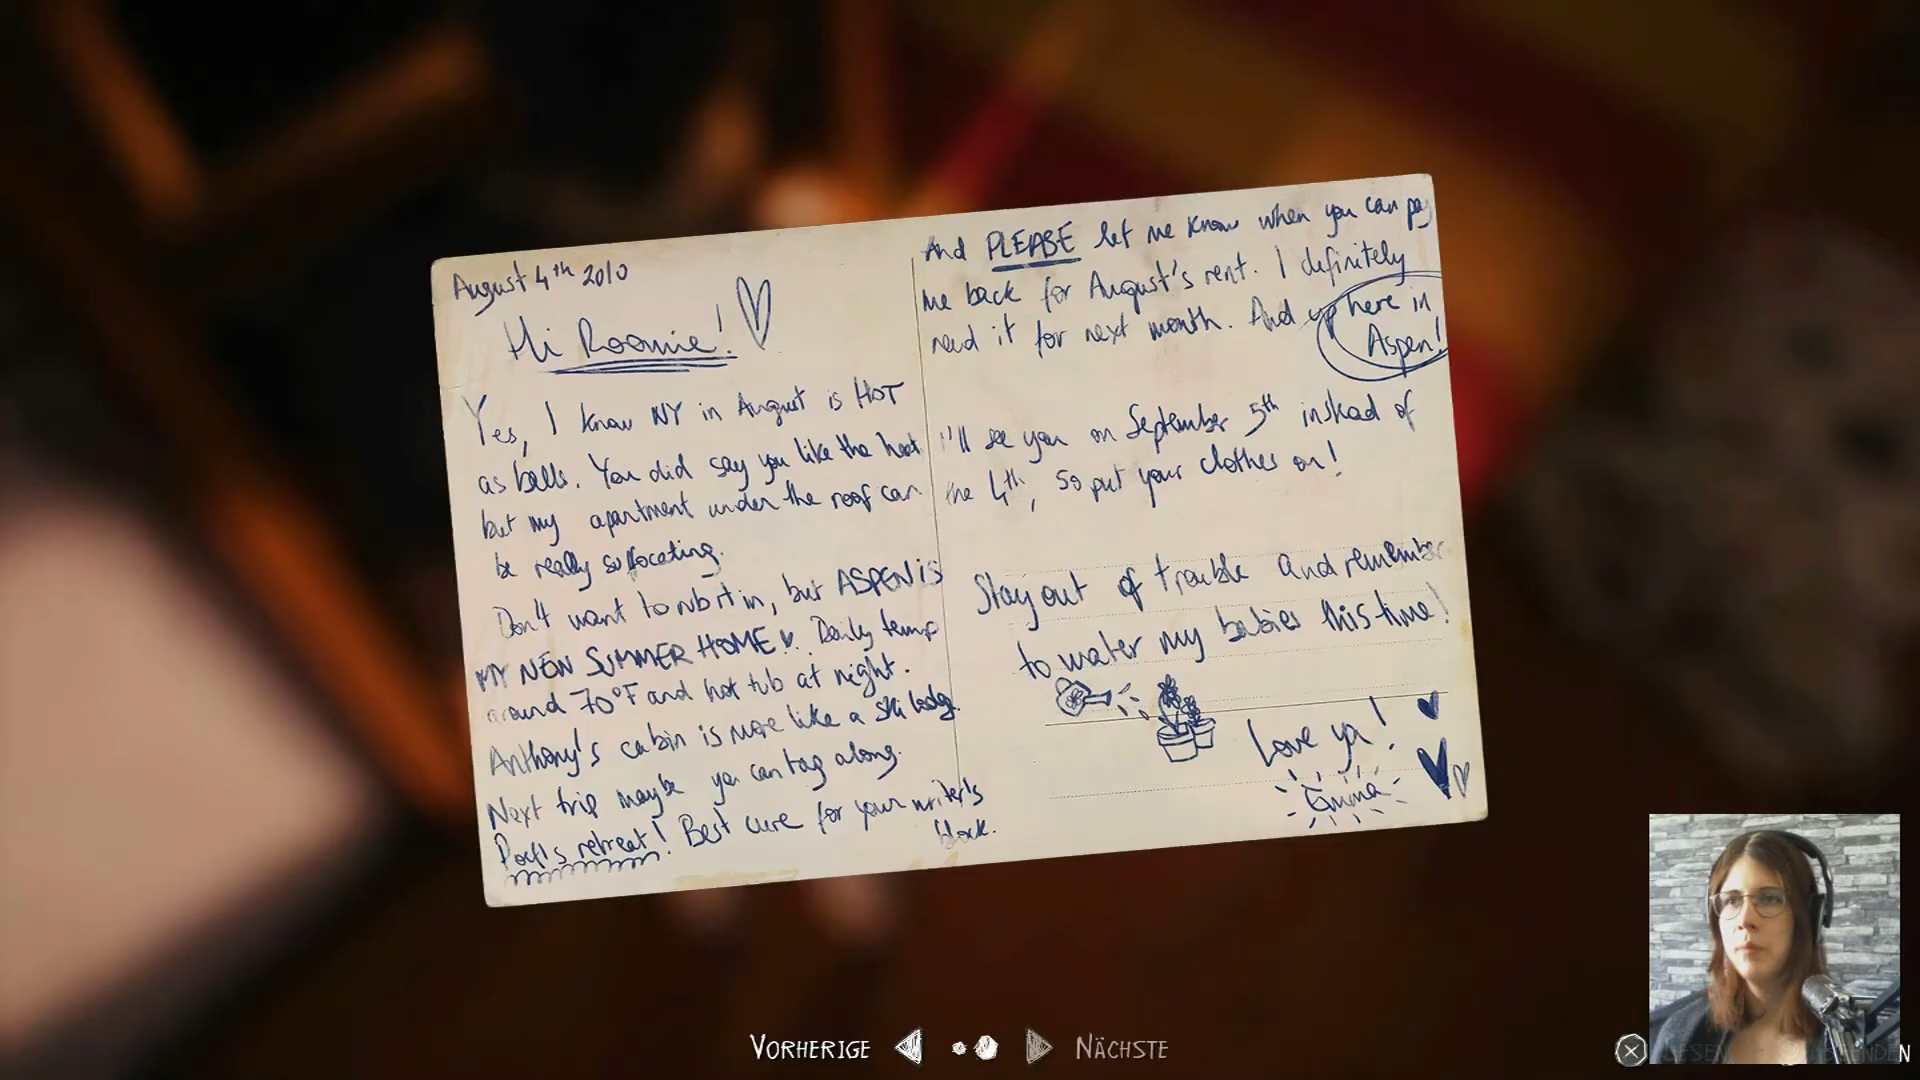 August 4th 2010
Hi Roomie!
Yes, I know NY in August is HOT
as balls. You did say you like the heat
but my apartment under the roof can
be really suffocating.
Don't want to rub it in, but ASPEN is
MY NEW SUMMER HOME! Daily temp
around 70°F and hot tub at night.
Anthony's cabin is more like a ski lodge.
Next trip maybe you can tag along.
Poet's retreat! Best cure for your writer's
block.
And PLEASE let me know when you can pay
me back for August's rent. I definitely
need it for next month. And up here in
Aspen!
I'll see you on September 5th instead of
the 4th, so put your clothes on!
Stay out of trouble and remember
to water my babies this time!
Love ya!
Emma
VORHERIGE
NÄCHSTE